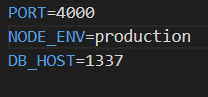 PORT=4000
NODE_ENV=production
DB_HOST=1337